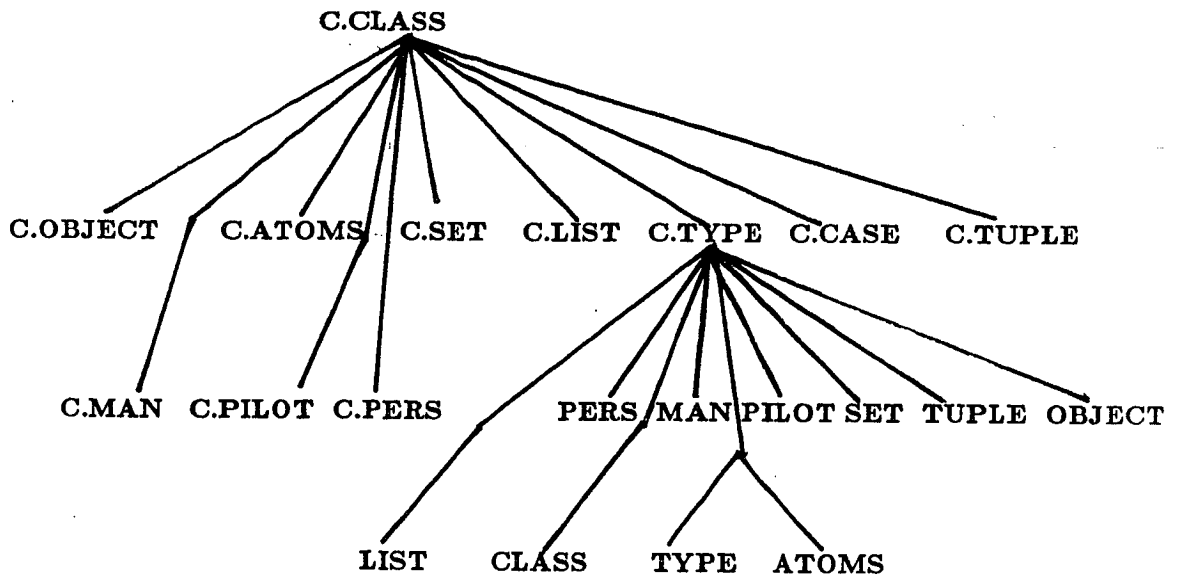 C.CLASS
C.OBJECT C.ATOMS C.SET C.LIST C.TYPE C.CASE C.TUPLE
C.MAN C.PILOT C.PERS PERS MAN PILOT SET TUPLE OBJECT
LIST CLASS TYPE ATOMS